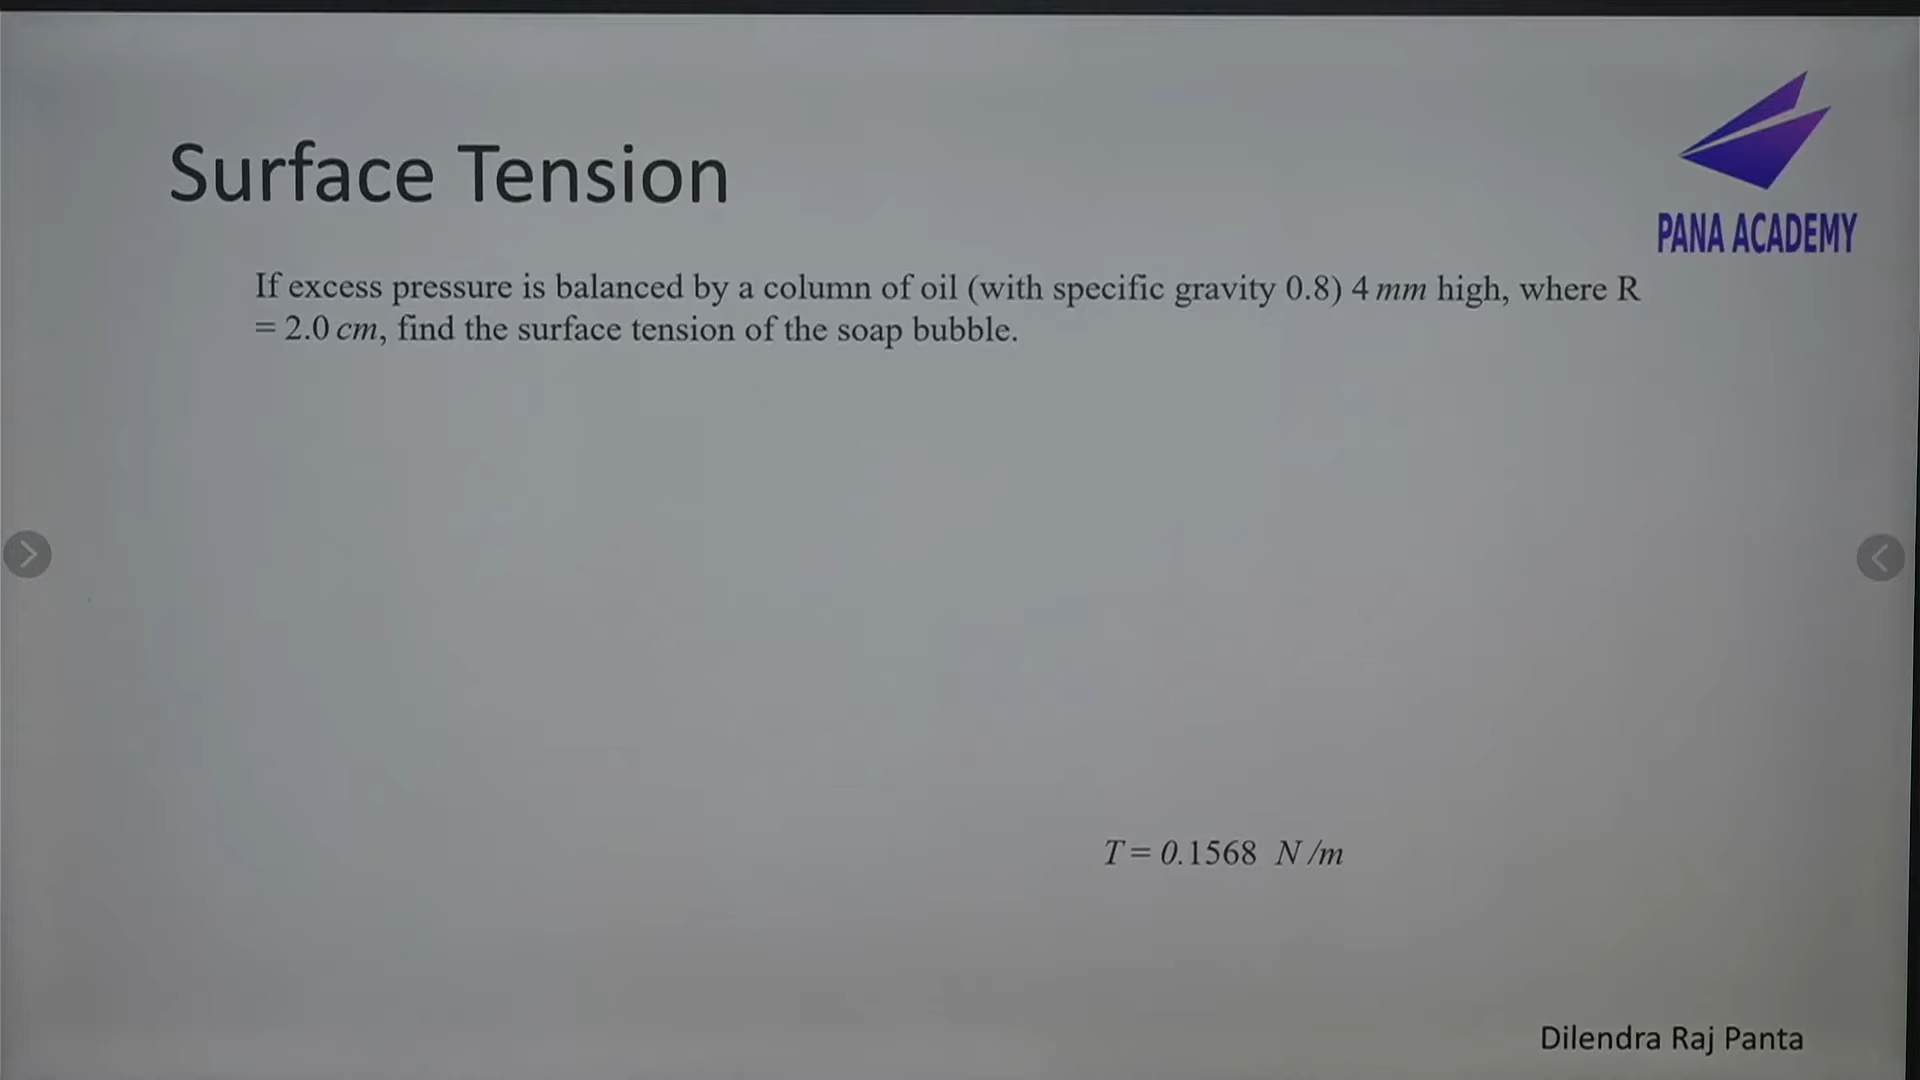 Surface Tension
PANA ACADEMY
If excess pressure is balanced by a column of oil (with specific gravity 0.8) 4 mm high, where R
= 2.0 cm, find the surface tension of the soap bubble.
T = 0.1568 N/m
Dilendra Raj Panta